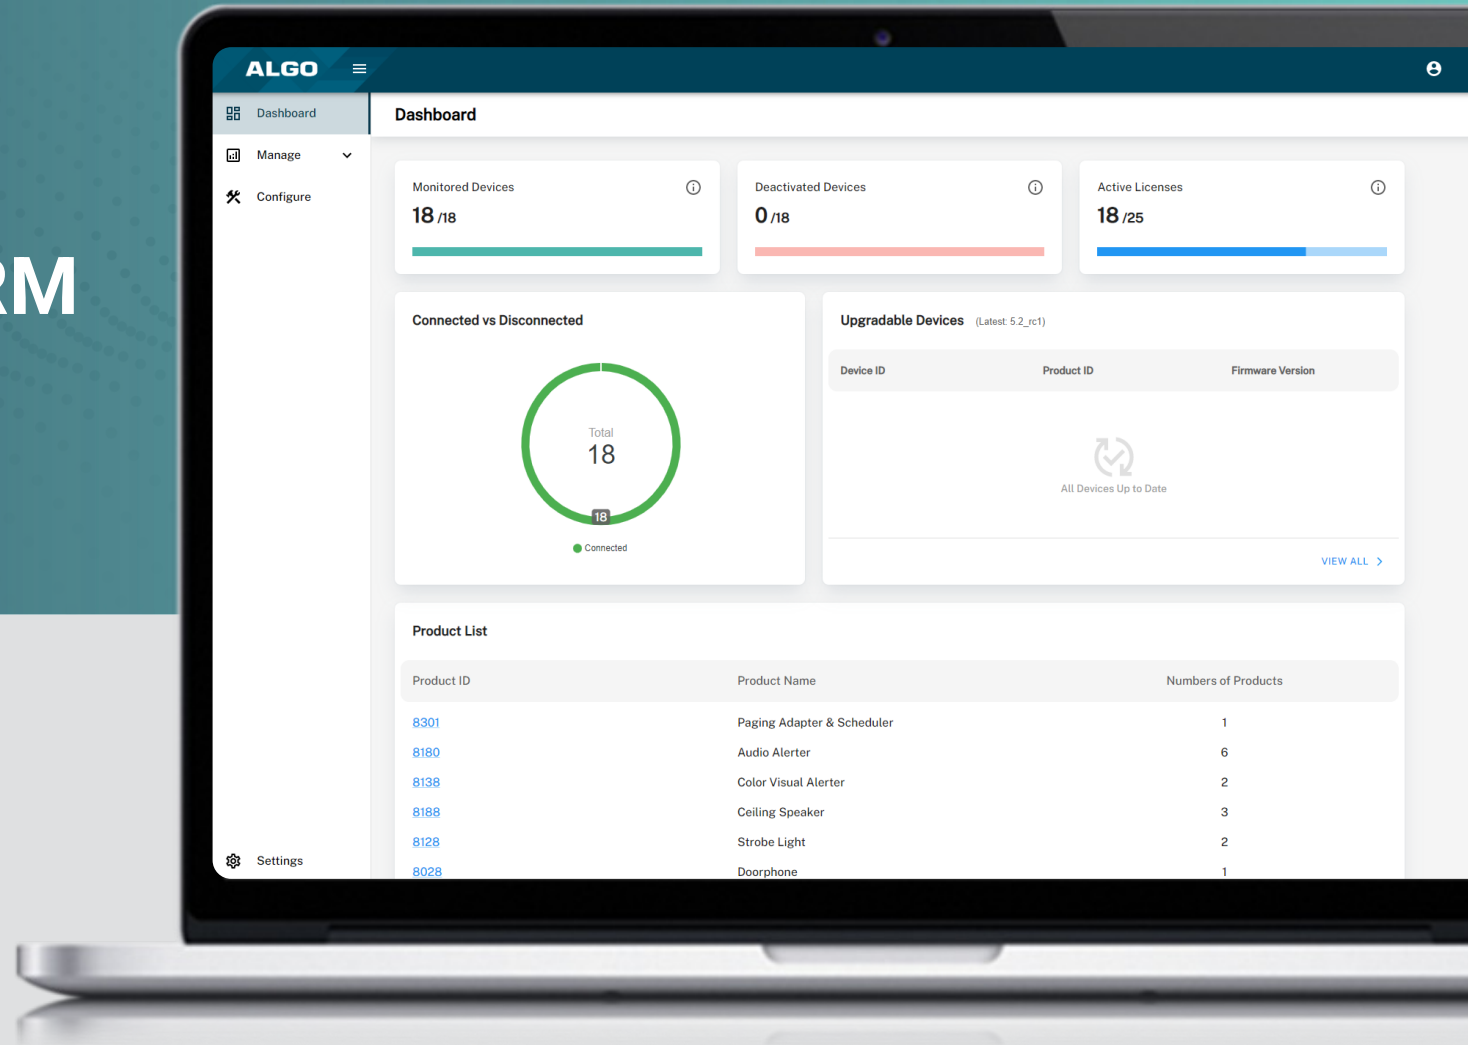 RM
ALGO
Dashboard
Manage
Configure
Settings
Dashboard
Monitored Devices
18 /18
Deactivated Devices
0 /18
Active Licenses
18 /25
Connected vs Disconnected
Total
18
18
Connected
Upgradable Devices (Latest: 5.2_rc1)
Device ID Product ID Firmware Version
All Devices Up to Date
VIEW ALL
Product List
Product ID Product Name Numbers of Products
8301 Paging Adapter & Scheduler 1
8180 Audio Alerter 6
8138 Color Visual Alerter 2
8188 Ceiling Speaker 3
8128 Strobe Light 2
8028 Doorphone 1